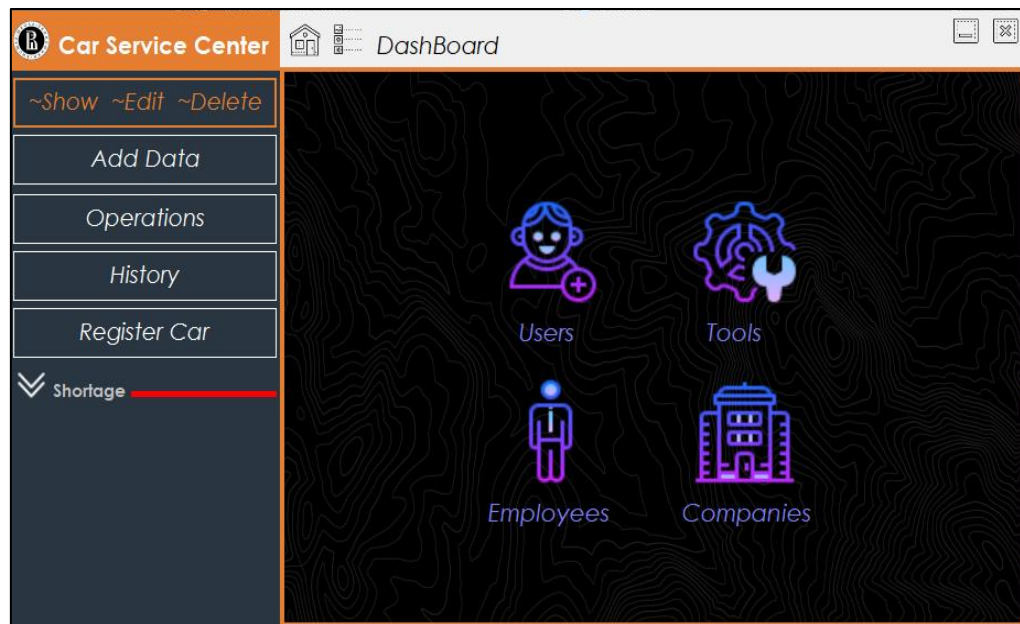 Car Service Center
DashBoard
~Show ~Edit ~Delete
Add Data
Operations
History
Register Car
Shortage
Users
Tools
Employees
Companies